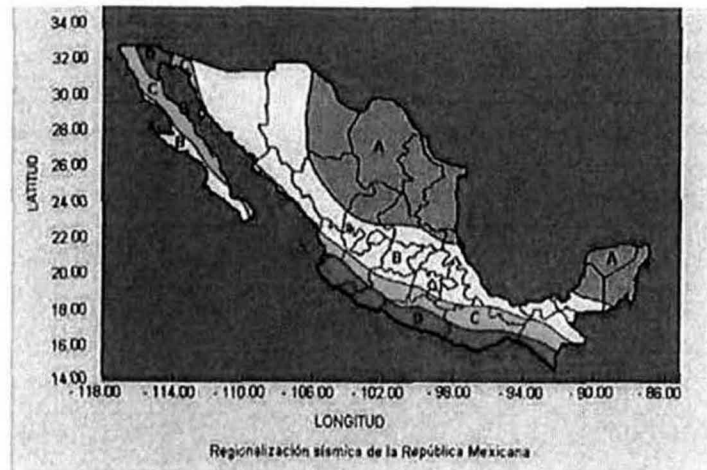 34.00
32.00
30.00
28.00
26.00
24.00
22.00
20.00
18.00
16.00
14.00
LATITUD
A
A
B
B
C
C
C
D
-118.00 -114.00 -110.00 -106.00 -102.00 -98.00 -94.00 -90.00 -86.00
LONGITUD
Regionalización sísmica de la República Mexicana